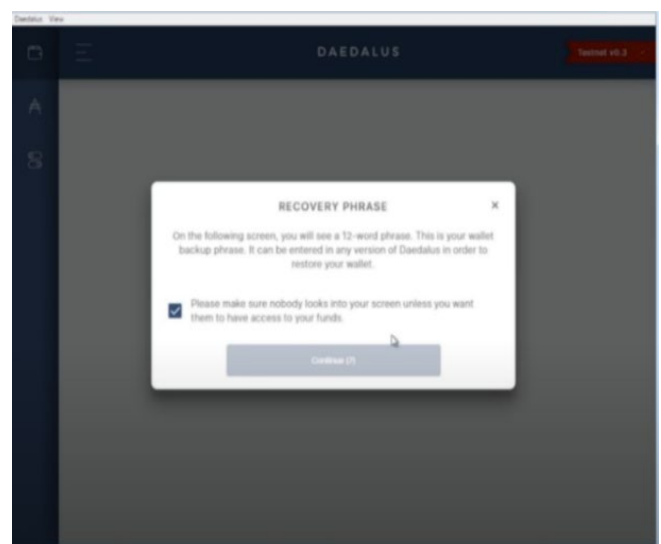 Daedalus View
DAEDALUS
Testnet v0.3
RECOVERY PHRASE
On the following screen, you will see a 12-word phrase. This is your wallet
backup phrase. It can be entered in any version of Daedalus in order to
restore your wallet.
Please make sure nobody looks into your screen unless you want
them to have access to your funds.
Continue (7)